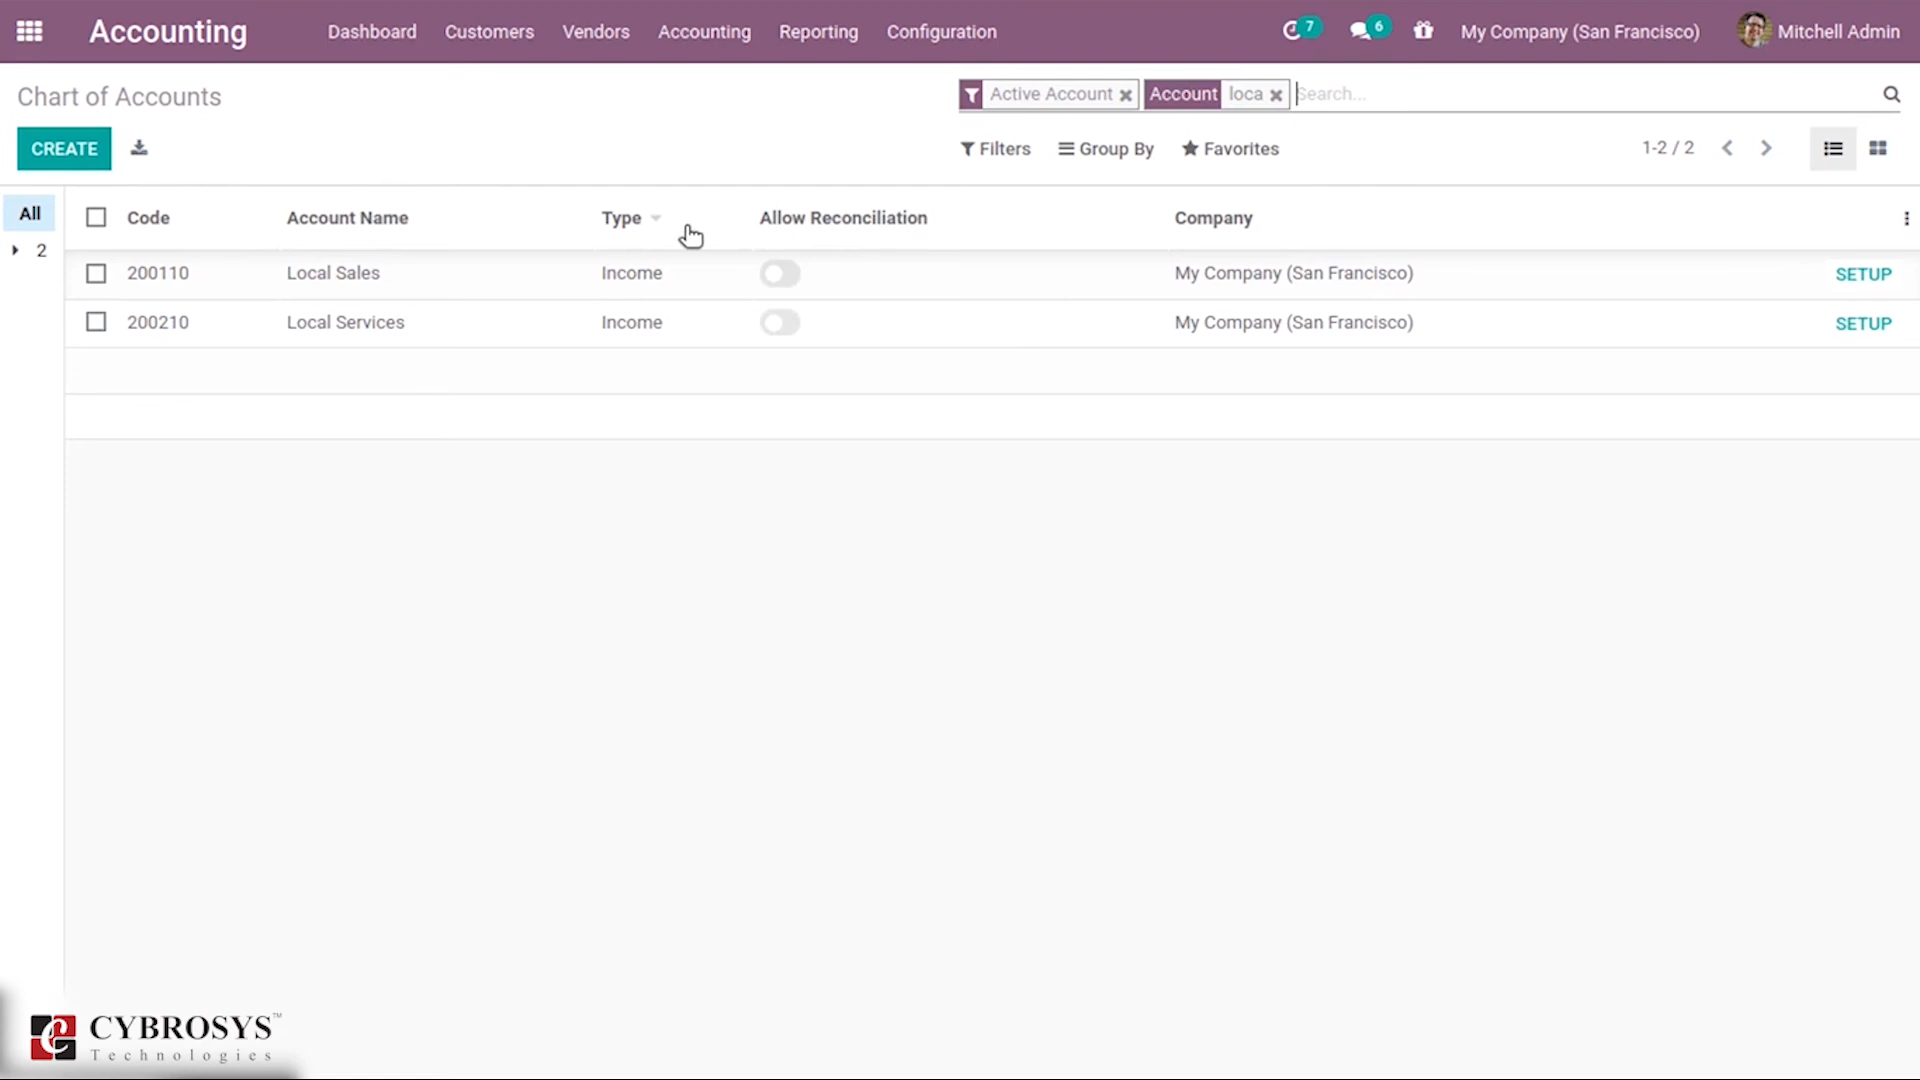 Accounting Dashboard Customers Vendors Accounting Reporting Configuration 7 6 My Company (San Francisco) Mitchell Admin
Chart of Accounts
Active Account Account loca Search...
CREATE
Filters Group By Favorites 1-2 / 2
All
2
Code Account Name Type Allow Reconciliation Company
200110 Local Sales Income My Company (San Francisco) SETUP
200210 Local Services Income My Company (San Francisco) SETUP
CYBROSYS™
Technologies